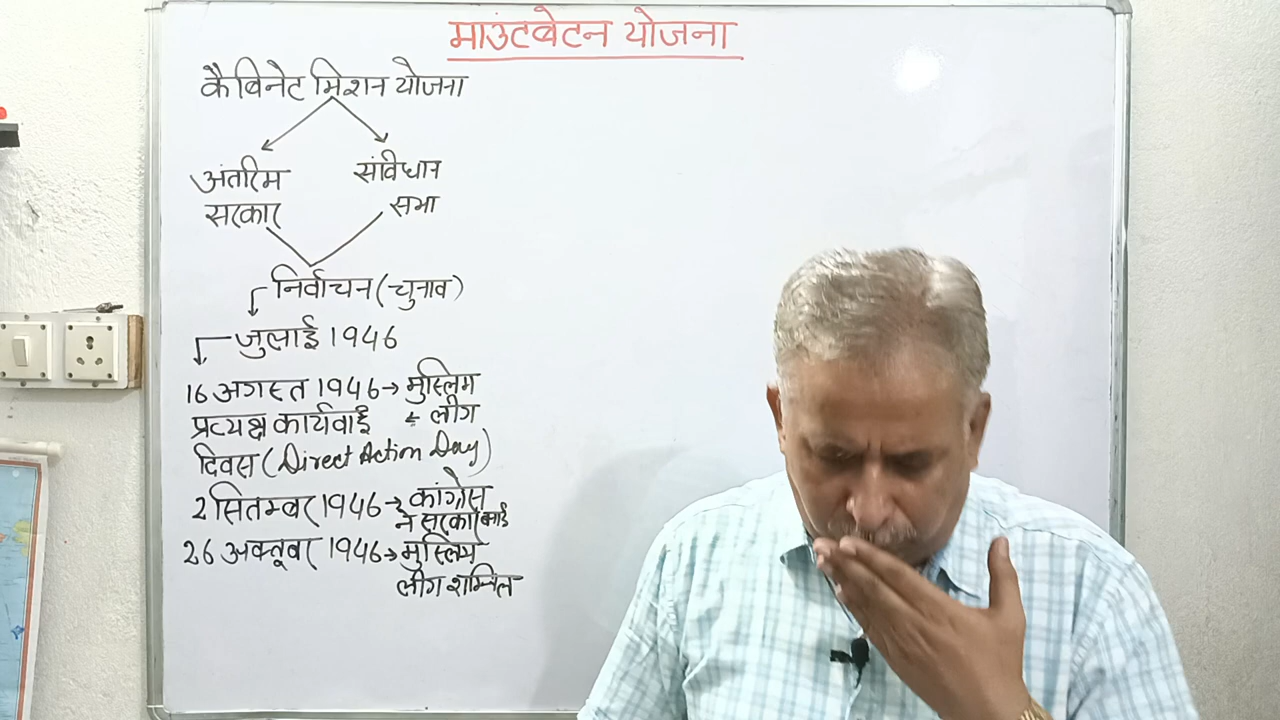 माउंटबेटन योजना
कैबिनेट मिशन योजना
अंतरिम संविधान
सरकार सभा
निर्वाचन (चुनाव)
जुलाई 1946
16 अगस्त 1946 → मुस्लिम
प्रत्यक्ष कार्यवाई ← लीग
दिवस (Direct Action Day)
2 सितम्बर 1946 → कांग्रेस
ने सरकार बनाई
26 अक्टूबर 1946 → मुस्लिम
लीग शामिल